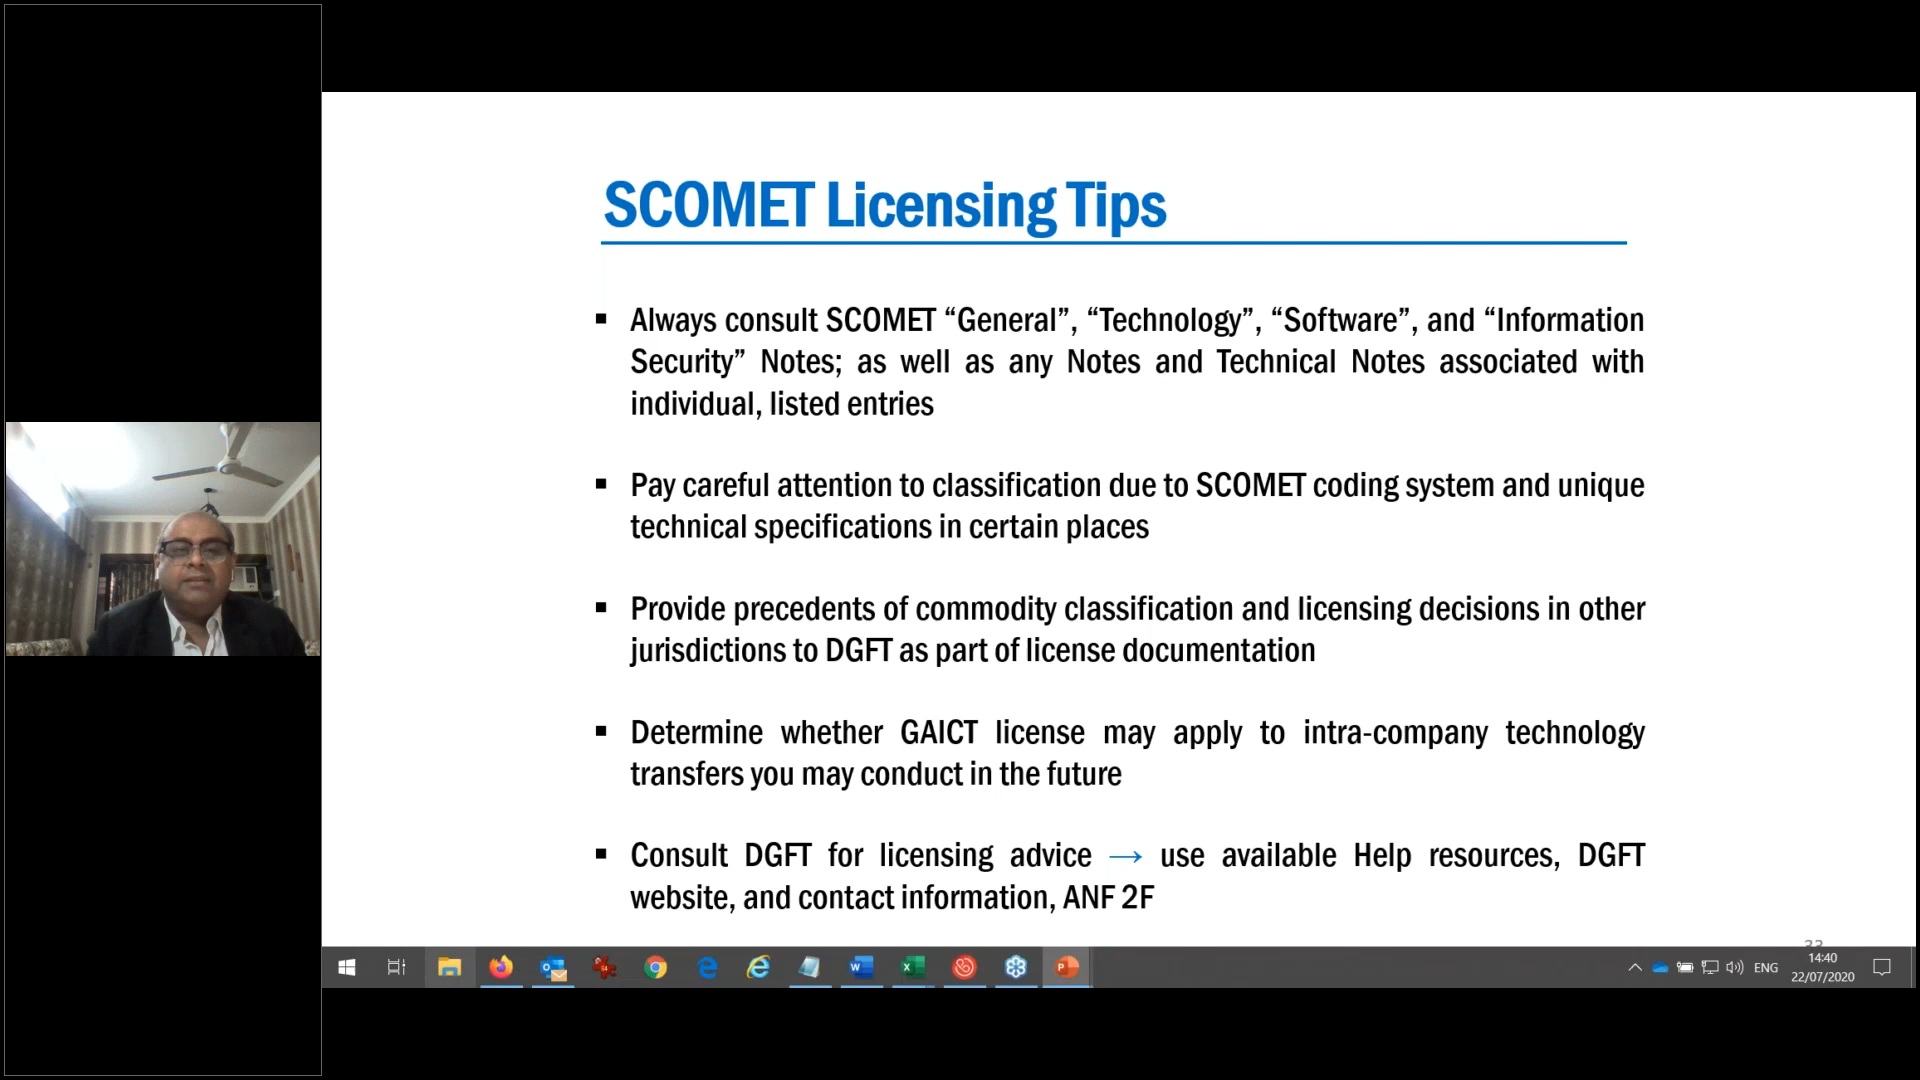 SCOMET Licensing Tips
▪ Always consult SCOMET “General”, “Technology”, “Software”, and “Information
Security” Notes; as well as any Notes and Technical Notes associated with
individual, listed entries
▪ Pay careful attention to classification due to SCOMET coding system and unique
technical specifications in certain places
▪ Provide precedents of commodity classification and licensing decisions in other
jurisdictions to DGFT as part of license documentation
▪ Determine whether GAICT license may apply to intra-company technology
transfers you may conduct in the future
▪ Consult DGFT for licensing advice → use available Help resources, DGFT
website, and contact information, ANF 2F
ENG
14:40
22/07/2020